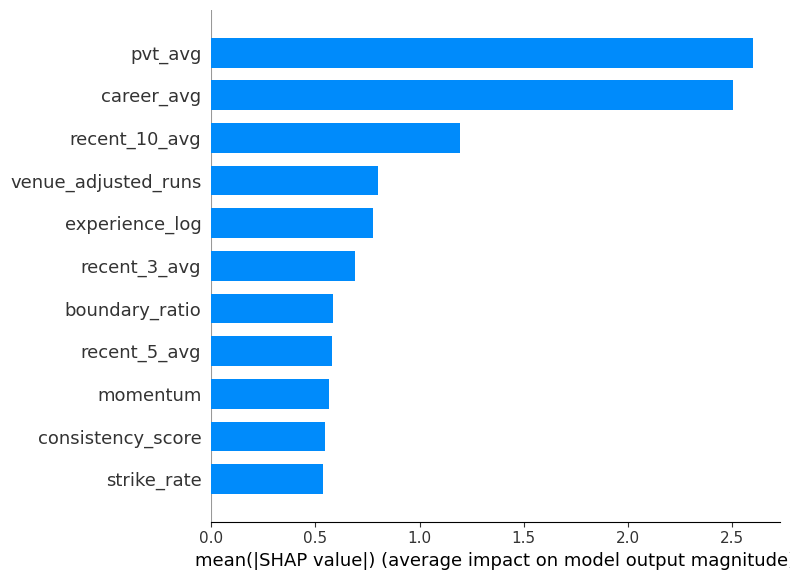 pvt_avg
career_avg
recent_10_avg
venue_adjusted_runs
experience_log
recent_3_avg
boundary_ratio
recent_5_avg
momentum
consistency_score
strike_rate
0.0 0.5 1.0 1.5 2.0 2.5
mean(|SHAP value|) (average impact on model output magnitude